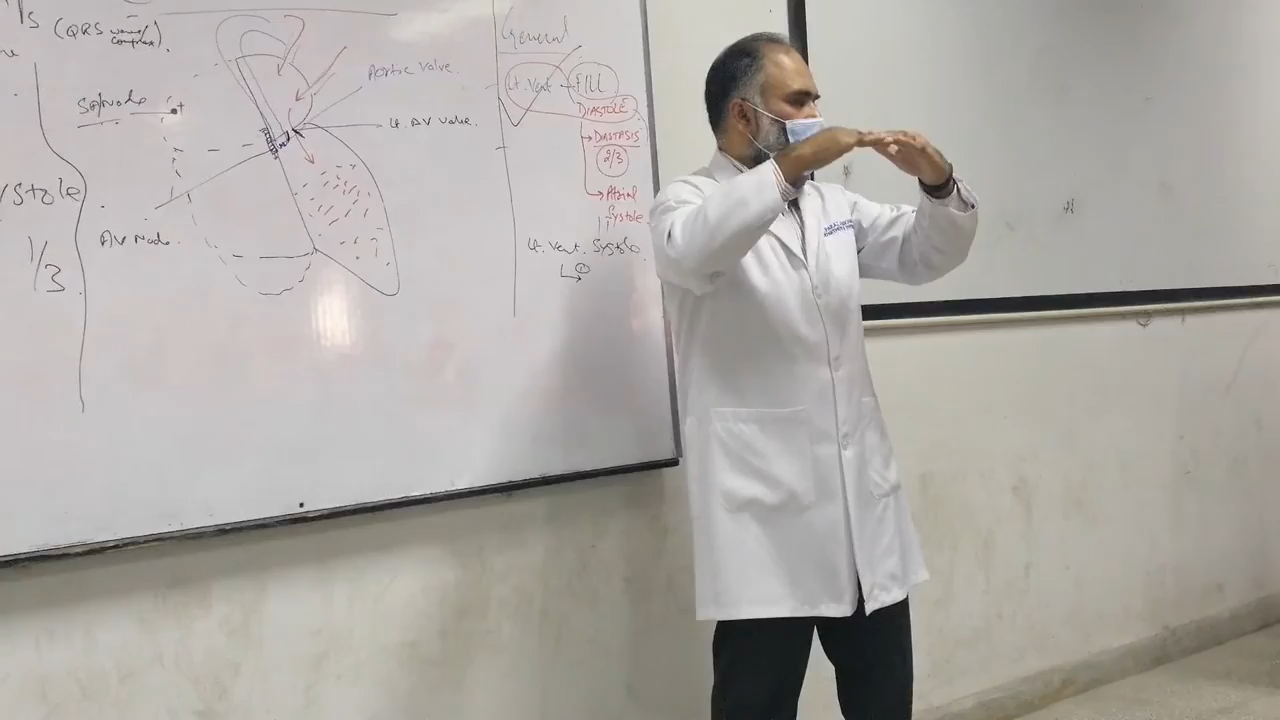 (QRS wave/
complex).
SA node
ystole
1/3
AV Node.
Aortic Valve.
Lt. AV Valve.
General
Lt. Vent → FILL
DIASTOLE
→ DIASTASIS
2/3
→ Atrial
Systole
Lt. Vent. Systole.
①